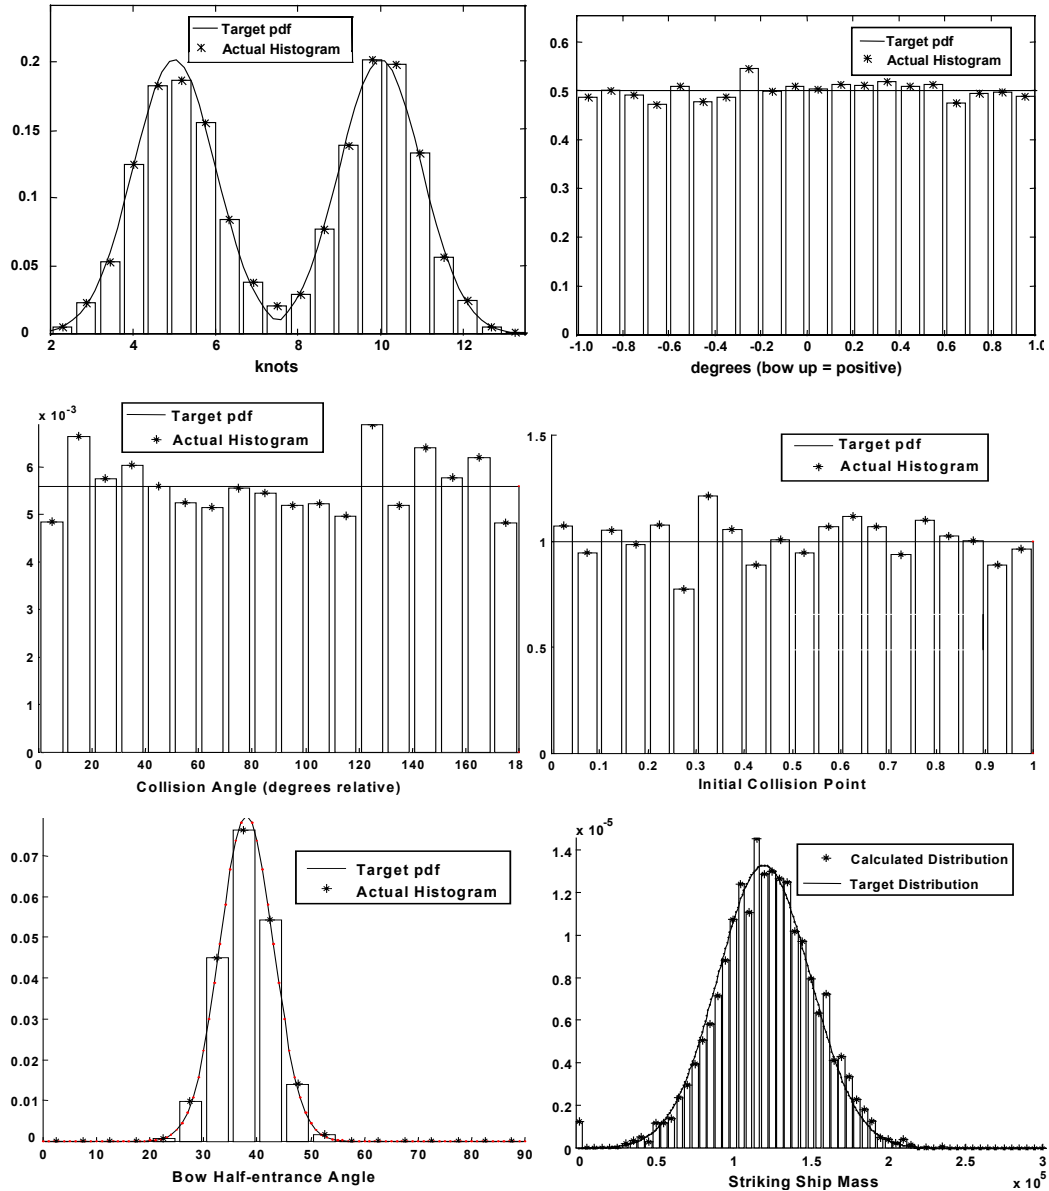 Target pdf
Actual Histogram
0.2
0.15
0.1
0.05
0
2 4 6 8 10 12
knots
Target pdf
Actual Histogram
0.6
0.5
0.4
0.3
0.2
0.1
0
-1.0 -0.8 -0.6 -0.4 -0.2 0 0.2 0.4 0.6 0.8 1.0
degrees (bow up = positive)
x 10-3
Target pdf
Actual Histogram
6
5
4
3
2
1
0
0 20 40 60 80 100 120 140 160 18
Collision Angle (degrees relative)
Target pdf
Actual Histogram
1.5
1
0.5
0
0 0.1 0.2 0.3 0.4 0.5 0.6 0.7 0.8 0.9 1
Initial Collision Point
Target pdf
Actual Histogram
0.07
0.06
0.05
0.04
0.03
0.02
0.01
0
0 10 20 30 40 50 60 70 80 90
Bow Half-entrance Angle
x 10-5
Calculated Distribution
Target Distribution
1.4
1.2
1
0.8
0.6
0.4
0.2
0
0 0.5 1 1.5 2 2.5 3
Striking Ship Mass
x 105